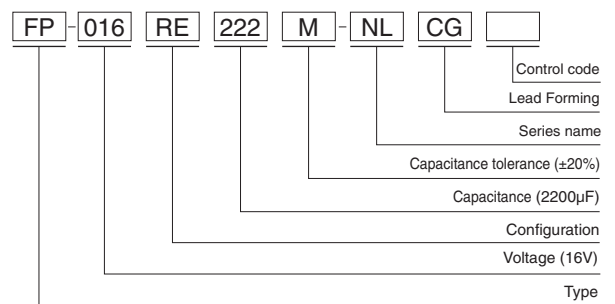 FP-016 RE 222 M-NL CG
Control code
Lead Forming
Series name
Capacitance tolerance (±20%)
Capacitance (2200µF)
Configuration
Voltage (16V)
Type